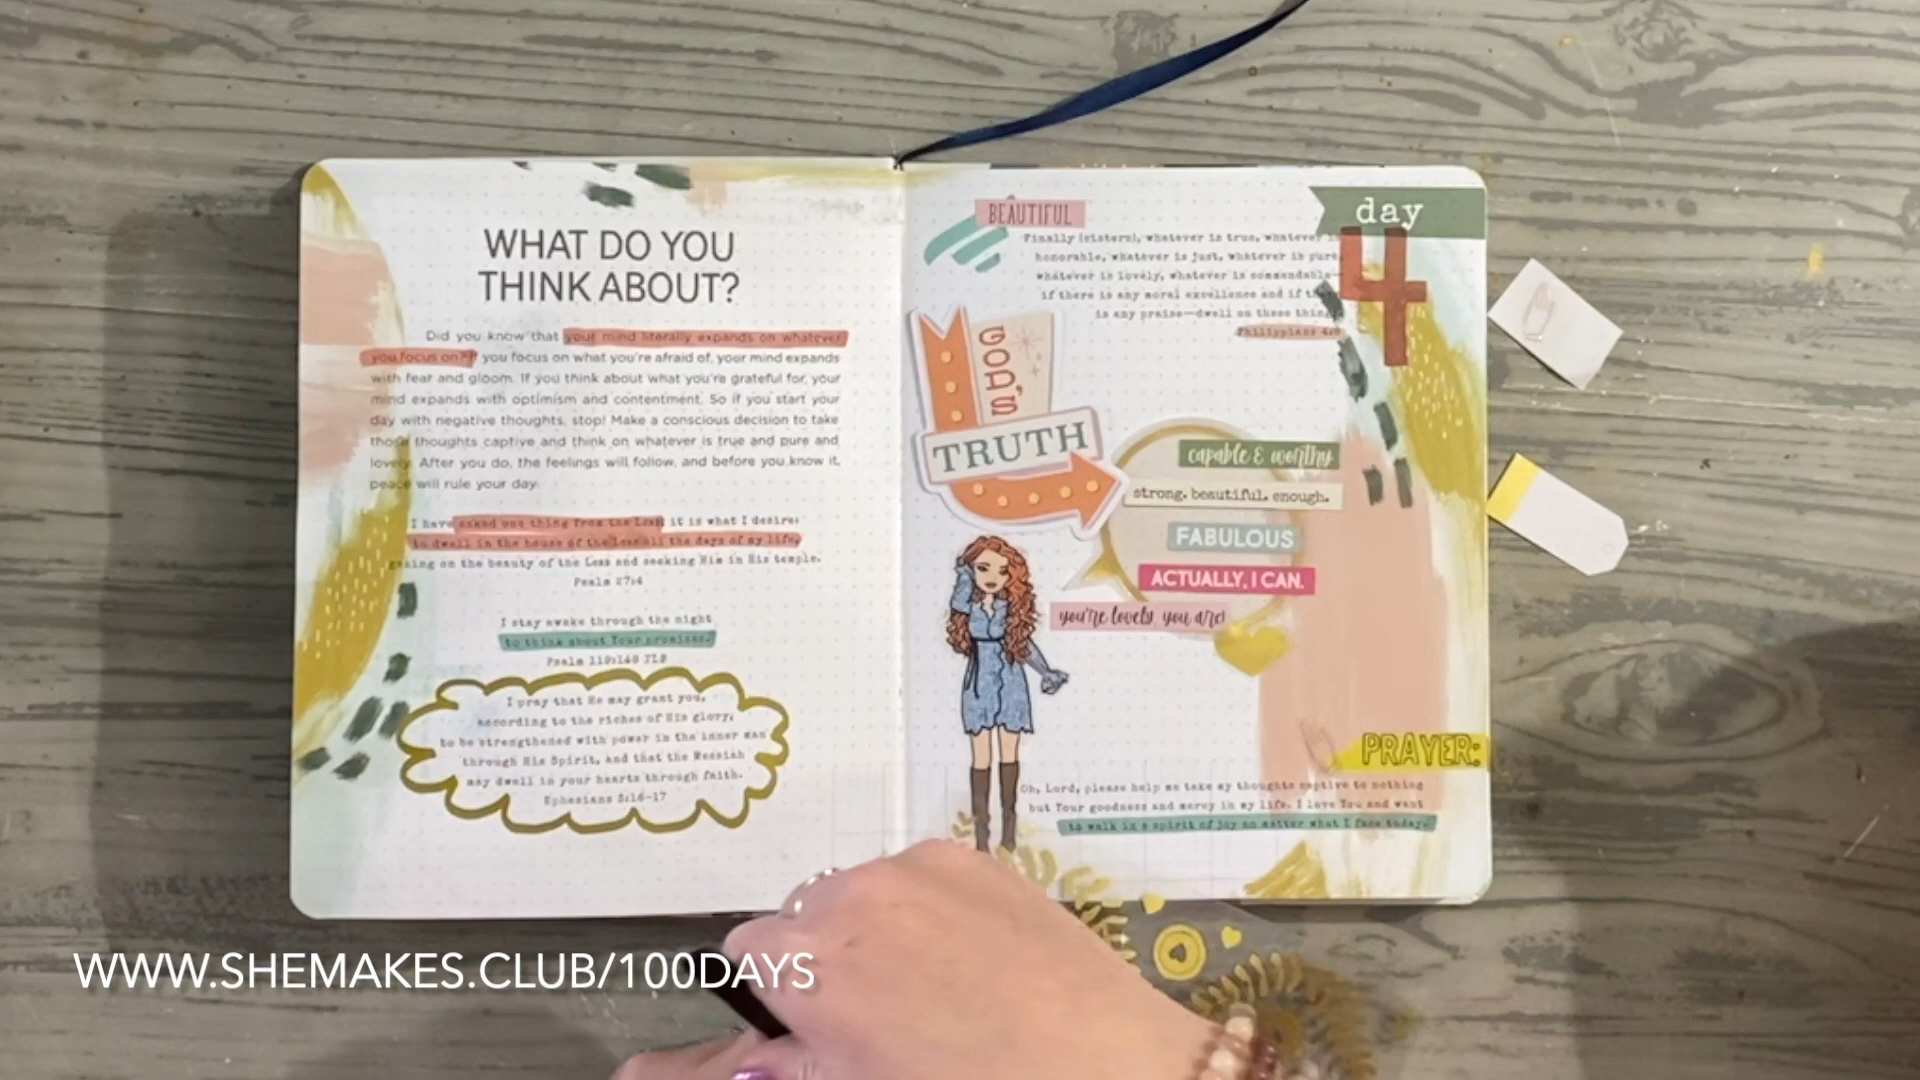 WHAT DO YOU
THINK ABOUT?
Did you know that your mind literally expands on whatever
you focus on? If you focus on what you're afraid of, your mind expands
with fear and gloom. If you think about what you're grateful for, your
mind expands with optimism and contentment. So if you start your
day with negative thoughts, stop! Make a conscious decision to take
those thoughts captive and think on whatever is true and pure and
lovely. After you do, the feelings will follow, and before you know it,
peace will rule your day.
I have asked one thing from the LORD; it is what I desire:
to dwell in the house of the LORD all the days of my life,
gazing on the beauty of the LORD and seeking Him in His temple.
Psalm 27:4
I stay awake through the night
to think about Your promises.
Psalm 119:148 TLB
I pray that He may grant you,
according to the riches of His glory,
to be strengthened with power in the inner man
through His Spirit, and that the Messiah
may dwell in your hearts through faith.
Ephesians 3:16-17
BEAUTIFUL
day
4
Finally [sisters], whatever is true, whatever is
honorable, whatever is just, whatever is pure,
whatever is lovely, whatever is commendable—
if there is any moral excellence and if
is any praise—dwell on these
Philippians 4:8
GOD'S
TRUTH
capable & worthy
strong. beautiful. enough.
FABULOUS
ACTUALLY, I CAN.
you're lovely, you are!
PRAYER:
Oh, Lord, please help me take my thoughts captive to nothing
but Your goodness and mercy in my life. I love You and want
to walk in a spirit of joy no matter what I face today.
WWW.SHEMAKES.CLUB/100DAYS